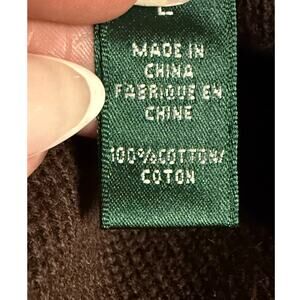 L
MADE IN
CHINA
FABRIQUE EN
CHINE
100%COTTON/
COTON